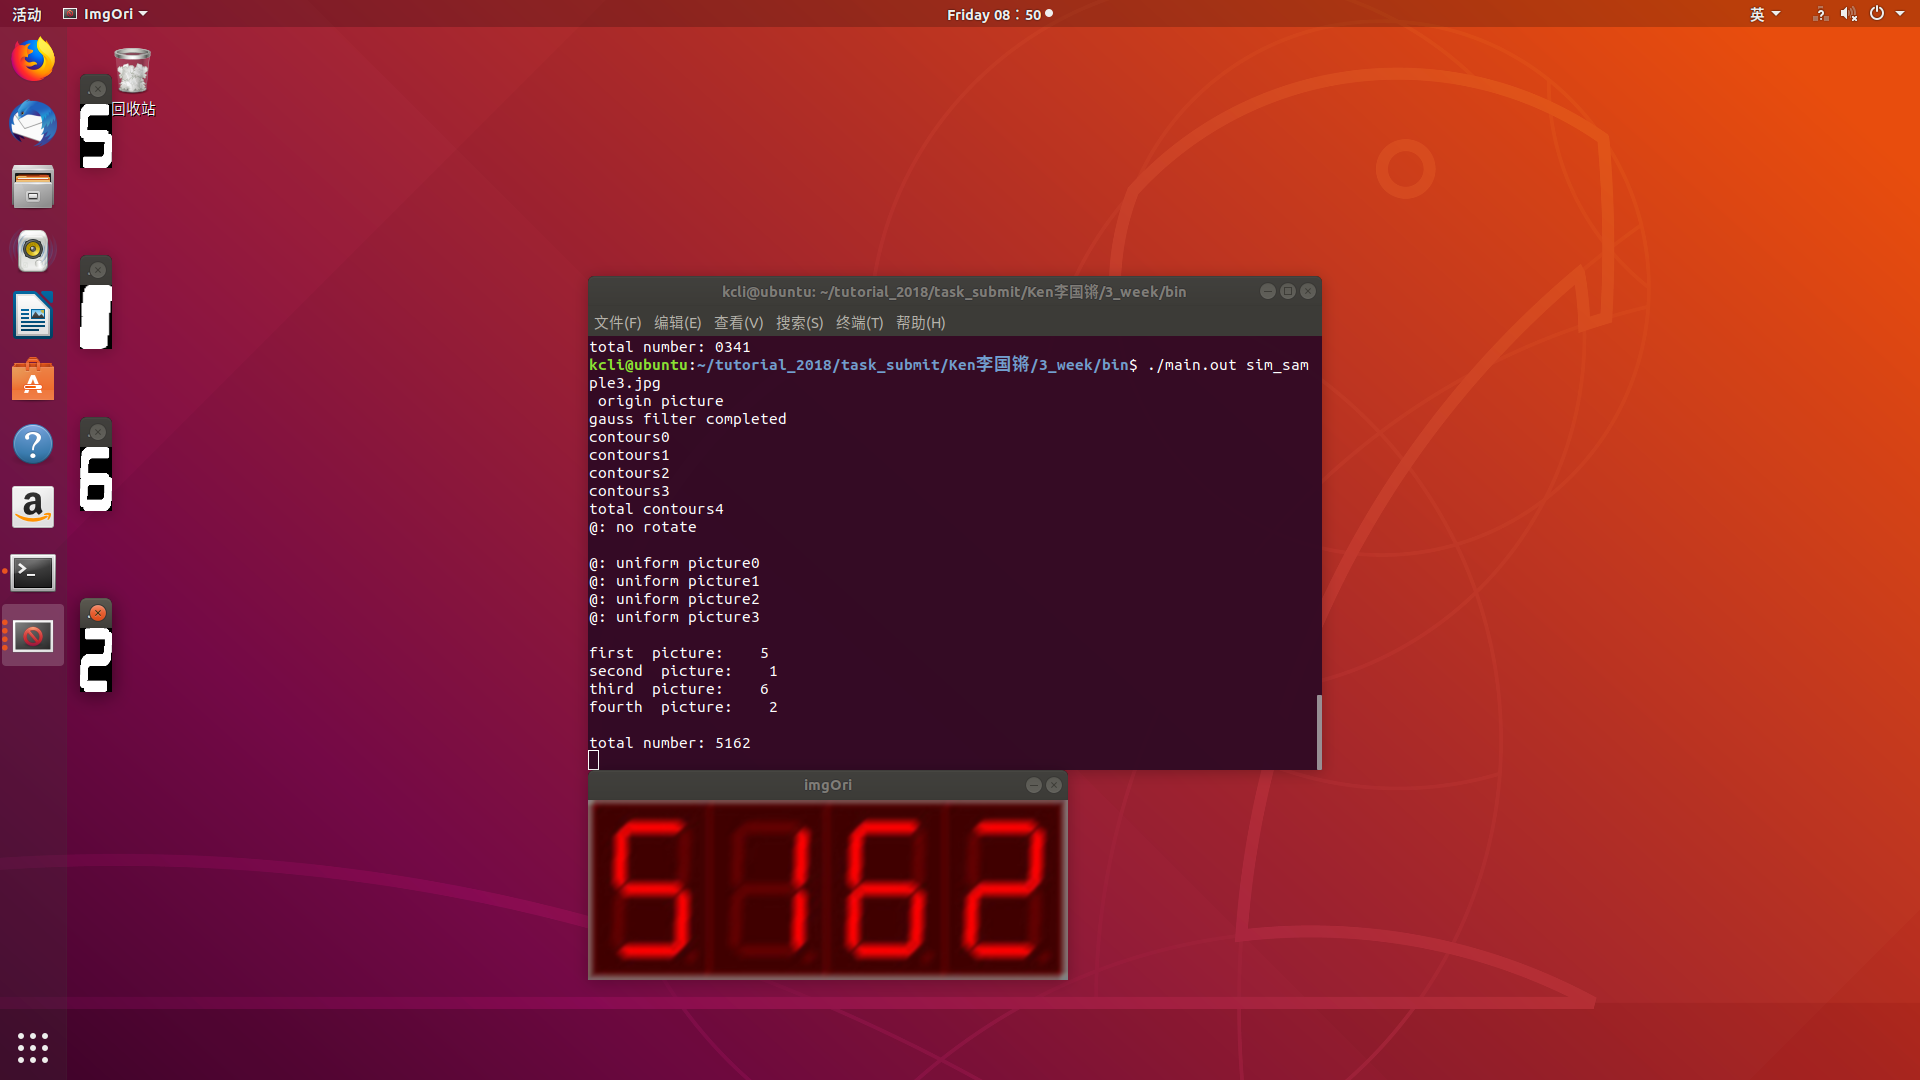 活动 ImgOri Friday 08：50 英
回收站
5
1
6
2
kcli@ubuntu: ~/tutorial_2018/task_submit/Ken李国锵/3_week/bin
文件(F) 编辑(E) 查看(V) 搜索(S) 终端(T) 帮助(H)
total number: 0341
kcli@ubuntu:~/tutorial_2018/task_submit/Ken李国锵/3_week/bin$ ./main.out sim_sam
ple3.jpg
origin picture
gauss filter completed
contours0
contours1
contours2
contours3
total contours4
@: no rotate
@: uniform picture0
@: uniform picture1
@: uniform picture2
@: uniform picture3
first picture: 5
second picture: 1
third picture: 6
fourth picture: 2
total number: 5162
imgOri
5162